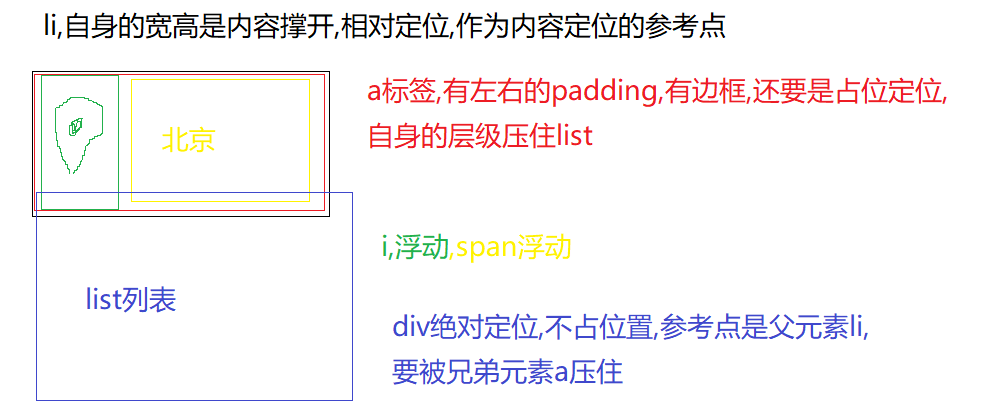 li,自身的宽高是内容撑开,相对定位,作为内容定位的参考点
a标签,有左右的padding,有边框,还要是占位定位,
自身的层级压住list
北京
i,浮动,span浮动
list列表
div绝对定位,不占位置,参考点是父元素li,
要被兄弟元素a压住